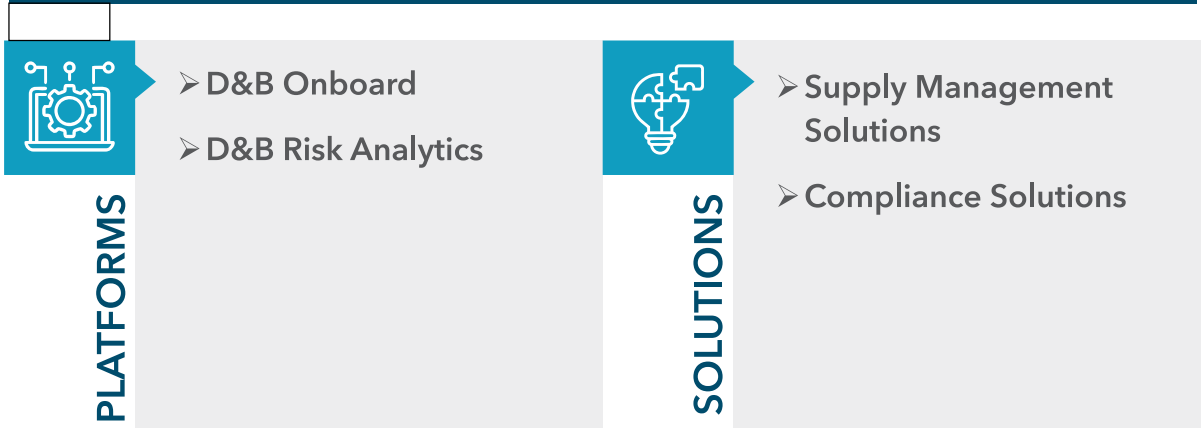 PLATFORMS
➢ D&B Onboard
➢ D&B Risk Analytics
SOLUTIONS
➢ Supply Management
Solutions
➢ Compliance Solutions